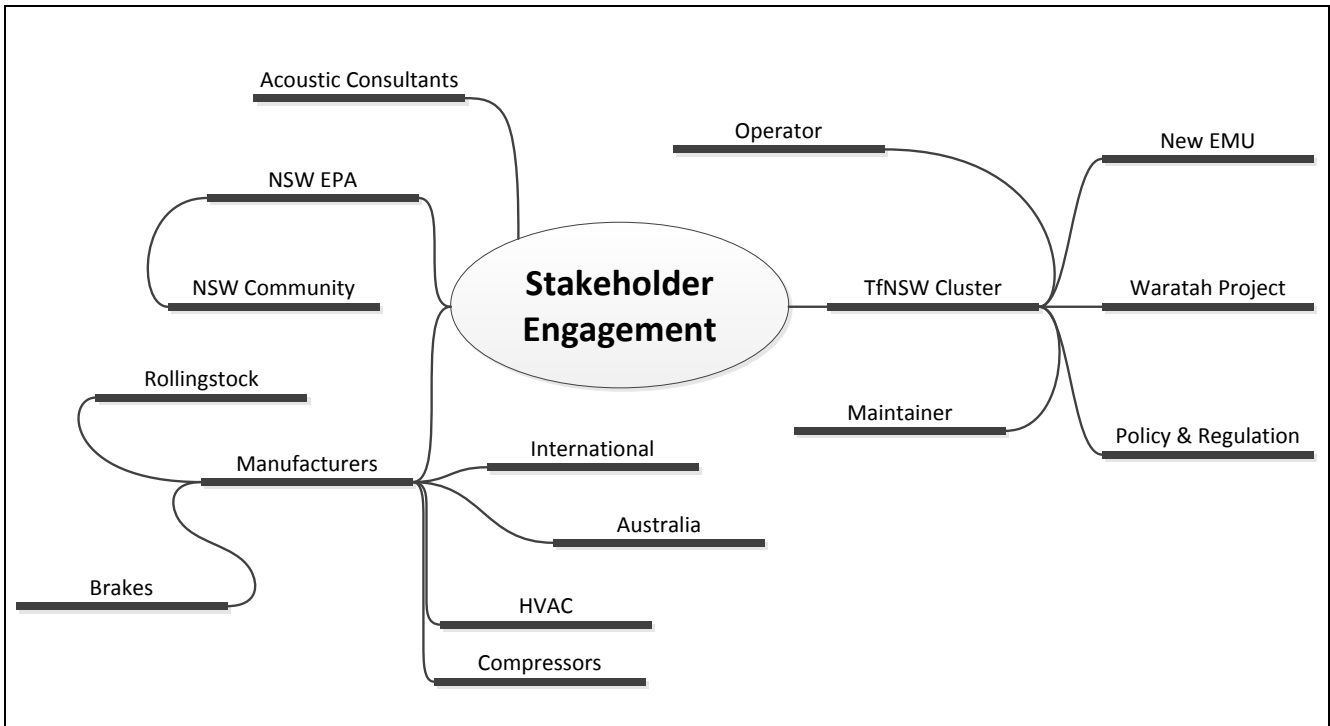 Acoustic Consultants
Operator
New EMU
NSW EPA
Stakeholder
Engagement
NSW Community
TfNSW Cluster
Waratah Project
Rollingstock
Maintainer
Policy & Regulation
Manufacturers
International
Australia
Brakes
HVAC
Compressors